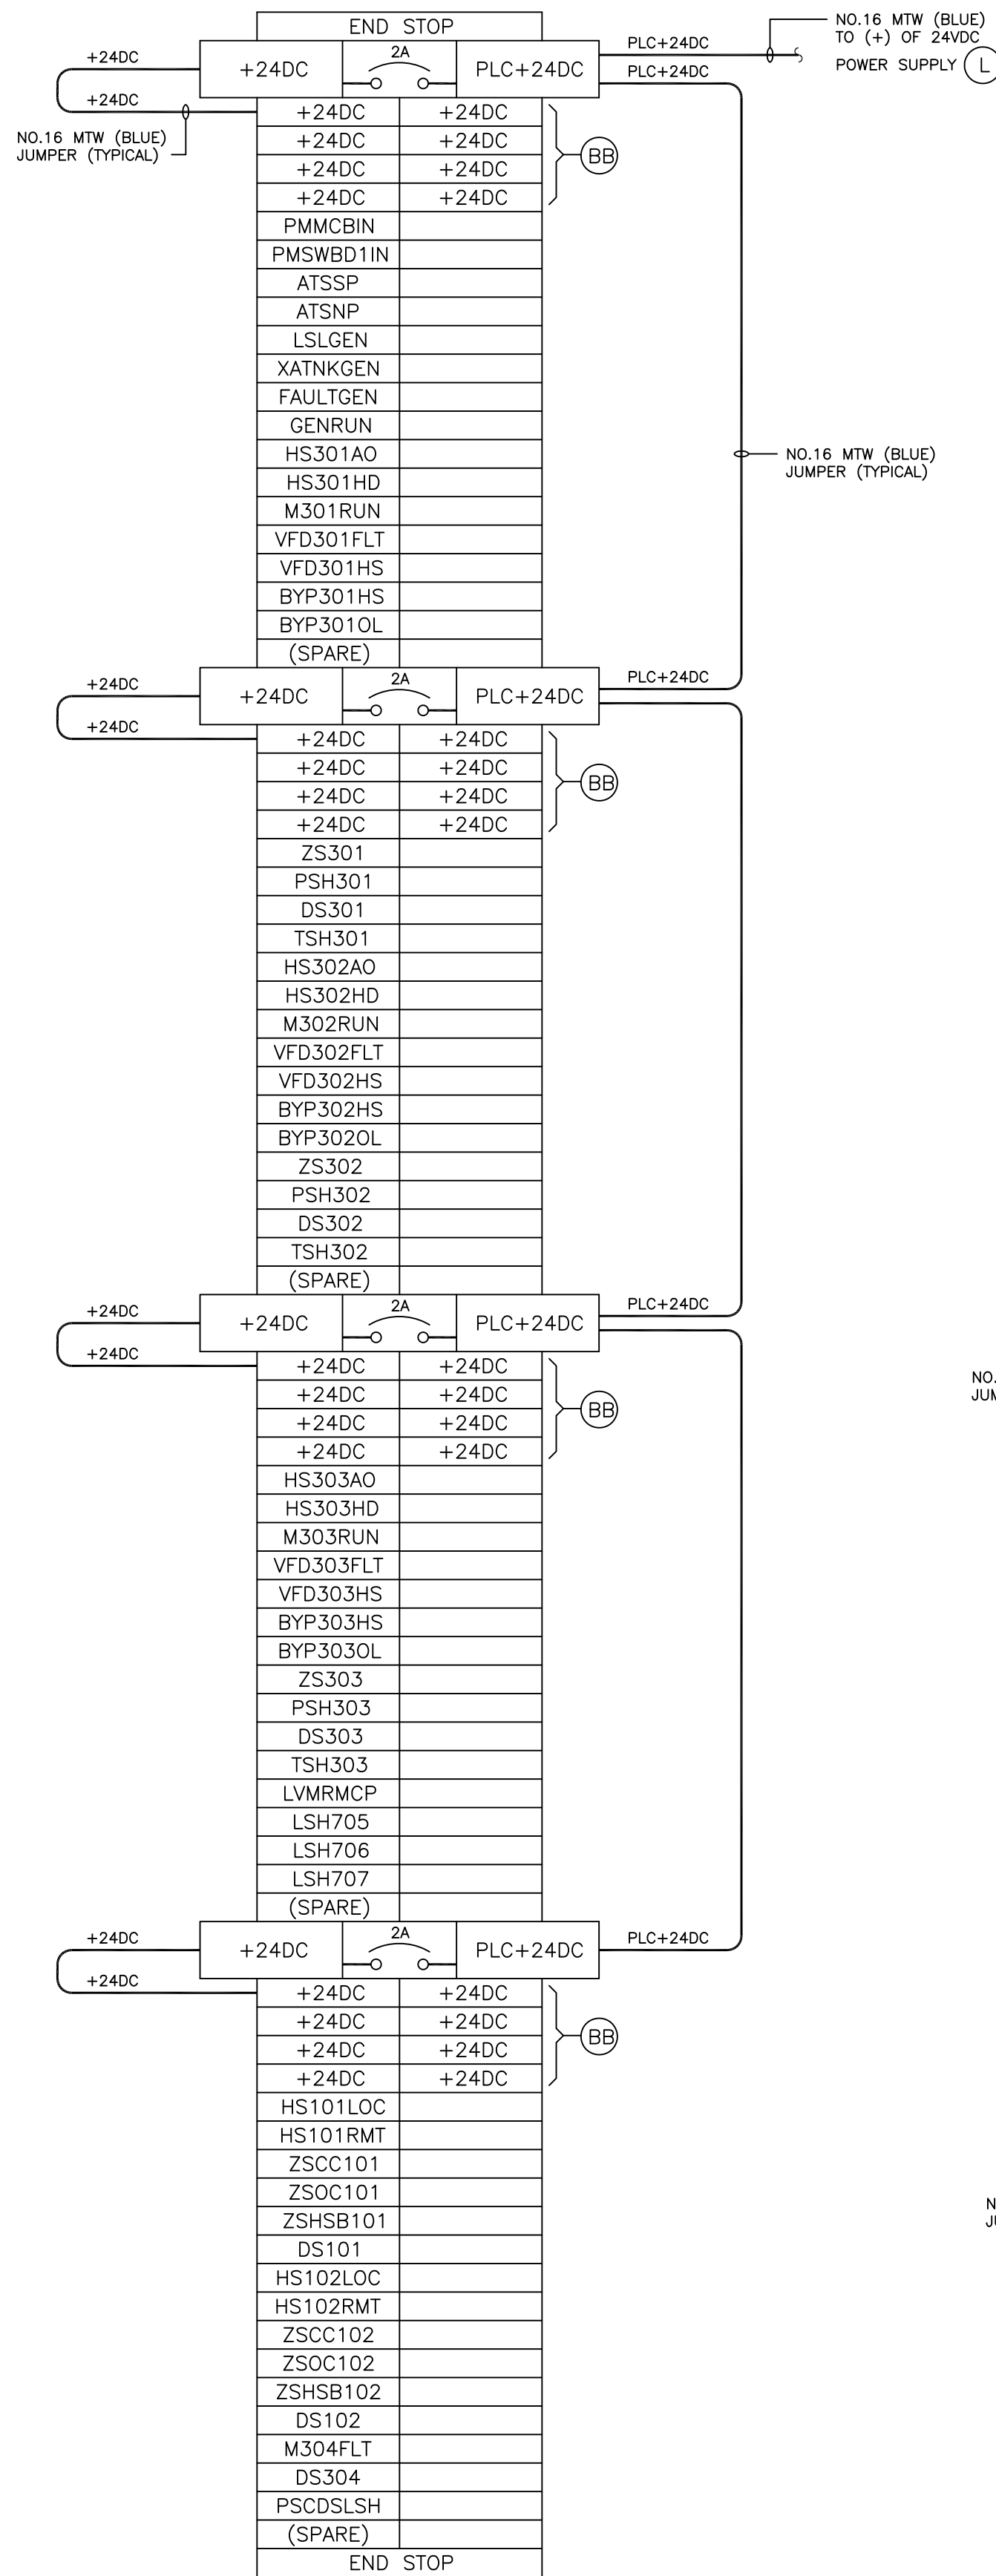 END STOP
+24DC
+24DC 2A PLC+24DC
PLC+24DC
PLC+24DC
NO.16 MTW (BLUE)
TO (+) OF 24VDC
POWER SUPPLY L
+24DC
NO.16 MTW (BLUE)
JUMPER (TYPICAL)
+24DC +24DC
+24DC +24DC
+24DC +24DC
+24DC +24DC
BB
PMMCBIN
PMSWBD1IN
ATSSP
ATSNP
LSLGEN
XATNKGEN
FAULTGEN
GENRUN
HS301AO
NO.16 MTW (BLUE)
JUMPER (TYPICAL)
HS301HD
M301RUN
VFD301FLT
VFD301HS
BYP301HS
BYP301OL
(SPARE)
+24DC
+24DC 2A PLC+24DC
PLC+24DC
+24DC
+24DC +24DC
+24DC +24DC
+24DC +24DC
+24DC +24DC
BB
ZS301
PSH301
DS301
TSH301
HS302AO
HS302HD
M302RUN
VFD302FLT
VFD302HS
BYP302HS
BYP302OL
ZS302
PSH302
DS302
TSH302
(SPARE)
+24DC
+24DC 2A PLC+24DC
PLC+24DC
+24DC
+24DC +24DC
+24DC +24DC
+24DC +24DC
+24DC +24DC
BB
NO.
JUM
HS303AO
HS303HD
M303RUN
VFD303FLT
VFD303HS
BYP303HS
BYP303OL
ZS303
PSH303
DS303
TSH303
LVMRMCP
LSH705
LSH706
LSH707
(SPARE)
+24DC
+24DC 2A PLC+24DC
PLC+24DC
+24DC
+24DC +24DC
+24DC +24DC
+24DC +24DC
+24DC +24DC
BB
HS101LOC
HS101RMT
ZSCC101
ZSOC101
ZSHSB101
DS101
HS102LOC
HS102RMT
ZSCC102
ZSOC102
ZSHSB102
DS102
M304FLT
DS304
PSCDSLSH
(SPARE)
END STOP